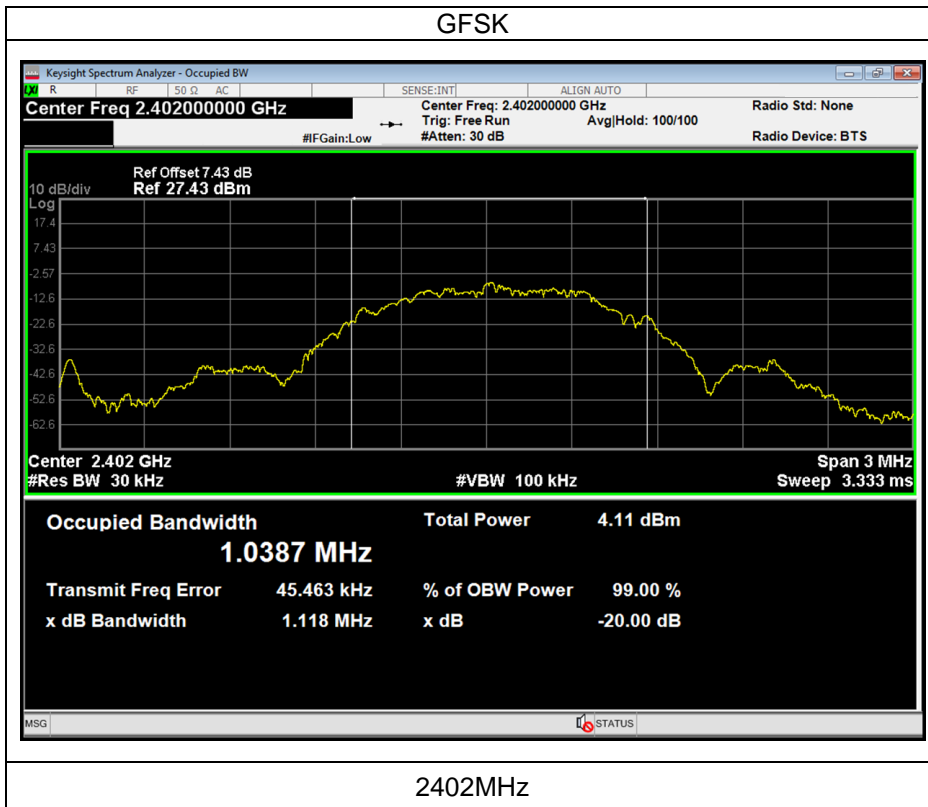 GFSK
Keysight Spectrum Analyzer - Occupied BW
LXI R RF 50 Ω AC SENSE:INT ALIGN AUTO
Center Freq 2.402000000 GHz Center Freq: 2.402000000 GHz Radio Std: None
Trig: Free Run Avg|Hold: 100/100
#IFGain:Low #Atten: 30 dB Radio Device: BTS
Ref Offset 7.43 dB
10 dB/div Ref 27.43 dBm
Log
17.4
7.43
-2.57
-12.6
-22.6
-32.6
-42.6
-52.6
-62.6
Center 2.402 GHz Span 3 MHz
#Res BW 30 kHz #VBW 100 kHz Sweep 3.333 ms
Occupied Bandwidth Total Power 4.11 dBm
1.0387 MHz
Transmit Freq Error 45.463 kHz % of OBW Power 99.00 %
x dB Bandwidth 1.118 MHz x dB -20.00 dB
MSG STATUS
2402MHz